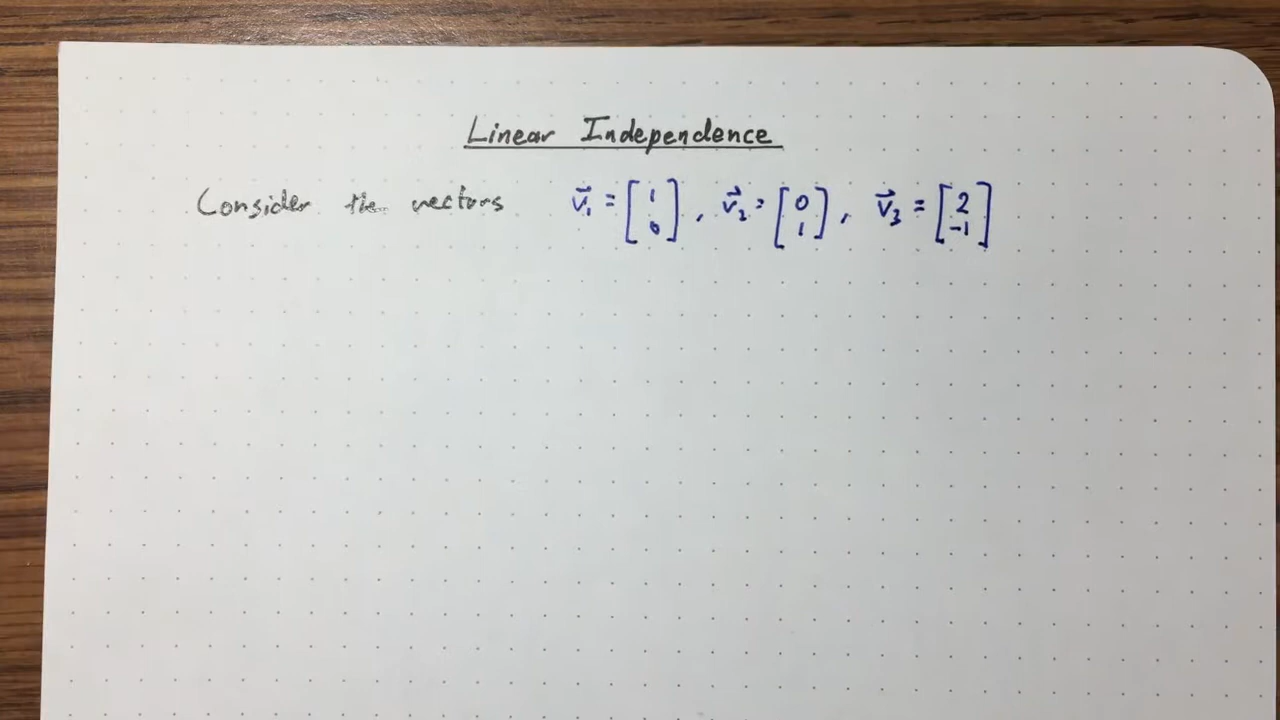 Linear Independence
Consider the vectors v⃗₁ = [1 0], v⃗₂ = [0 1], v⃗₃ = [2 -1]